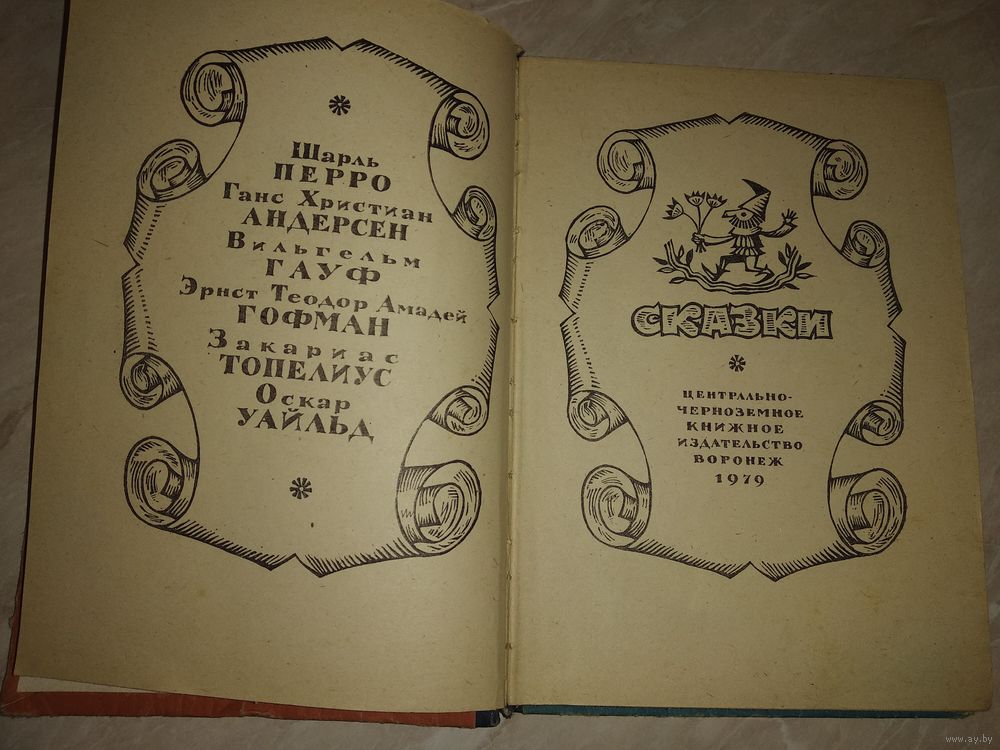 Шарль
ПЕРРО
Ганс Христиан
АНДЕРСЕН
Вильгельм
ГАУФ
Эрнст Теодор Амадей
ГОФМАН
Закариас
ТОПЕЛИУС
Оскар
УАЙЛЬД
СКАЗКИ
ЦЕНТРАЛЬНО-
ЧЕРНОЗЕМНОЕ
КНИЖНОЕ
ИЗДАТЕЛЬСТВО
ВОРОНЕЖ
1979
www.ay.by